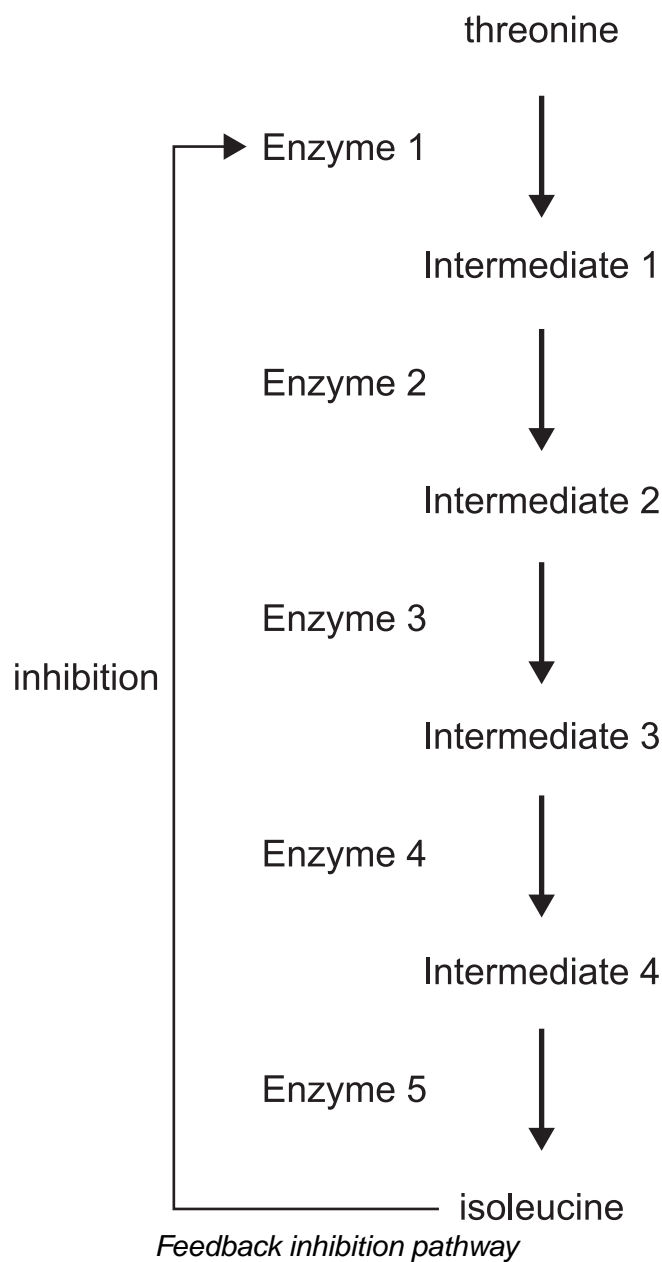 threonine
Enzyme 1
Intermediate 1
Enzyme 2
Intermediate 2
Enzyme 3
inhibition
Intermediate 3
Enzyme 4
Intermediate 4
Enzyme 5
isoleucine
Feedback inhibition pathway